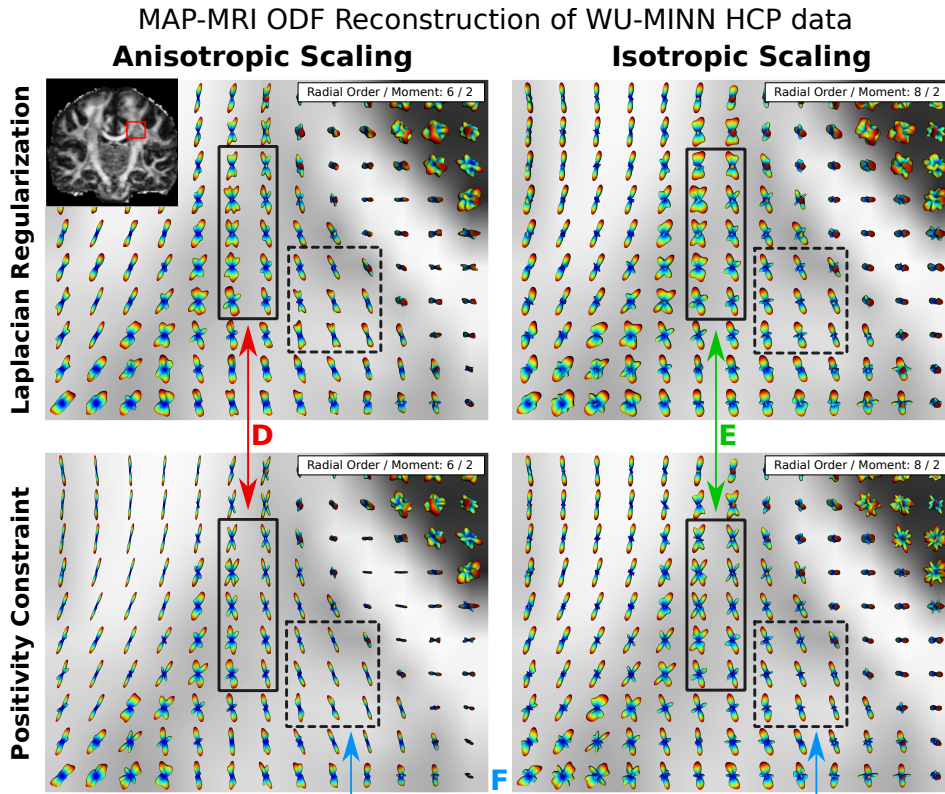 MAP-MRI ODF Reconstruction of WU-MINN HCP data
Anisotropic Scaling
Isotropic Scaling
Laplacian Regularization
Radial Order / Moment: 6 / 2
Radial Order / Moment: 8 / 2
D
E
Positivity Constraint
Radial Order / Moment: 6 / 2
Radial Order / Moment: 8 / 2
F